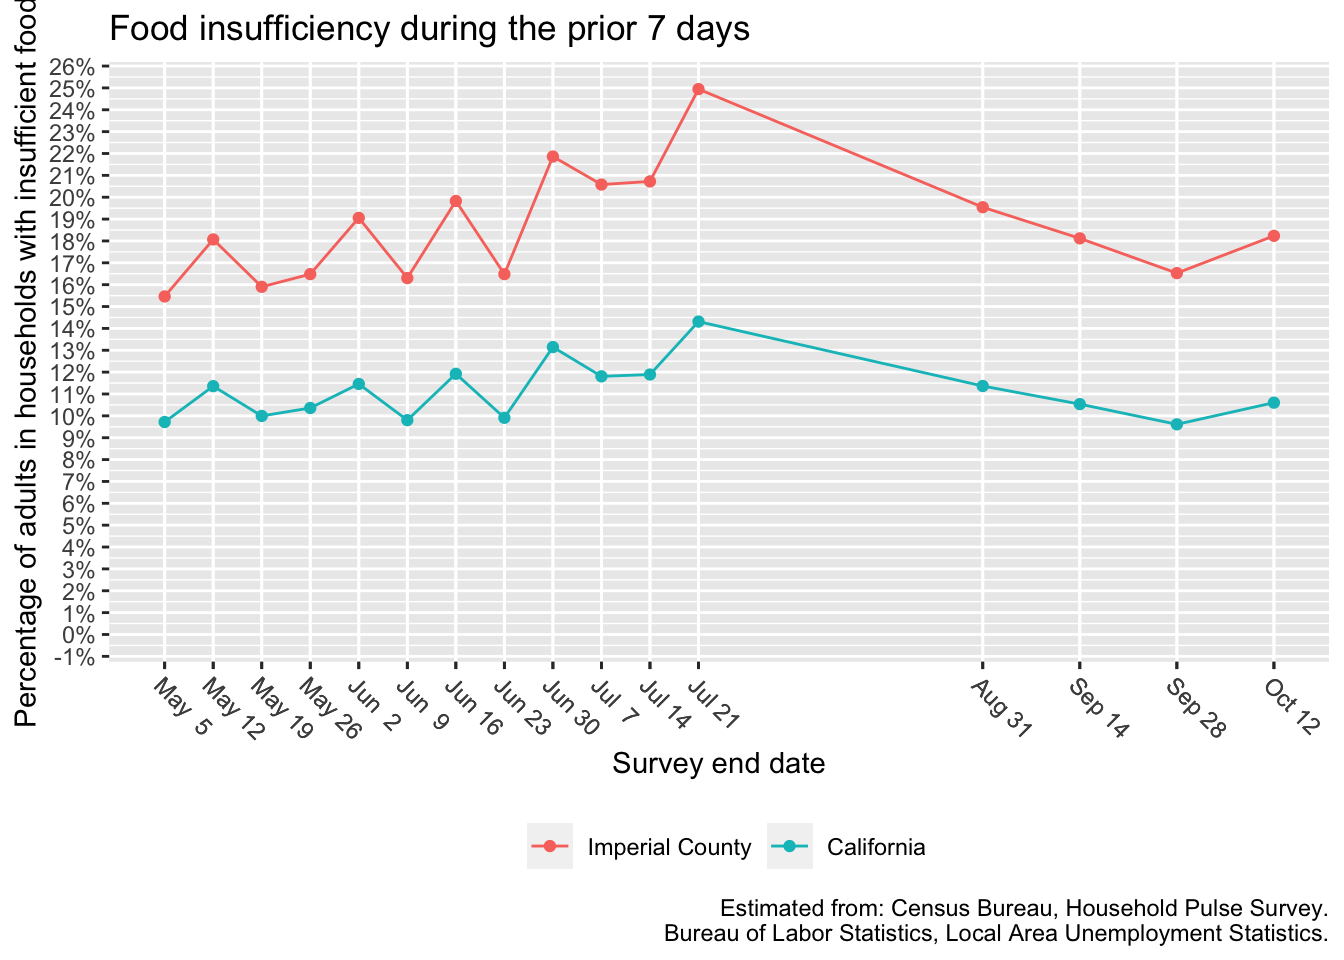 Food insufficiency during the prior 7 days
Percentage of adults in households with insufficient food
26%
25%
24%
23%
22%
21%
20%
19%
18%
17%
16%
15%
14%
13%
12%
11%
10%
9%
8%
7%
6%
5%
4%
3%
2%
1%
0%
-1%
May 5
May 12
May 19
May 26
Jun 2
Jun 9
Jun 16
Jun 23
Jun 30
Jul 7
Jul 14
Jul 21
Aug 31
Sep 14
Sep 28
Oct 12
Survey end date
Imperial County
California
Estimated from: Census Bureau, Household Pulse Survey.
Bureau of Labor Statistics, Local Area Unemployment Statistics.